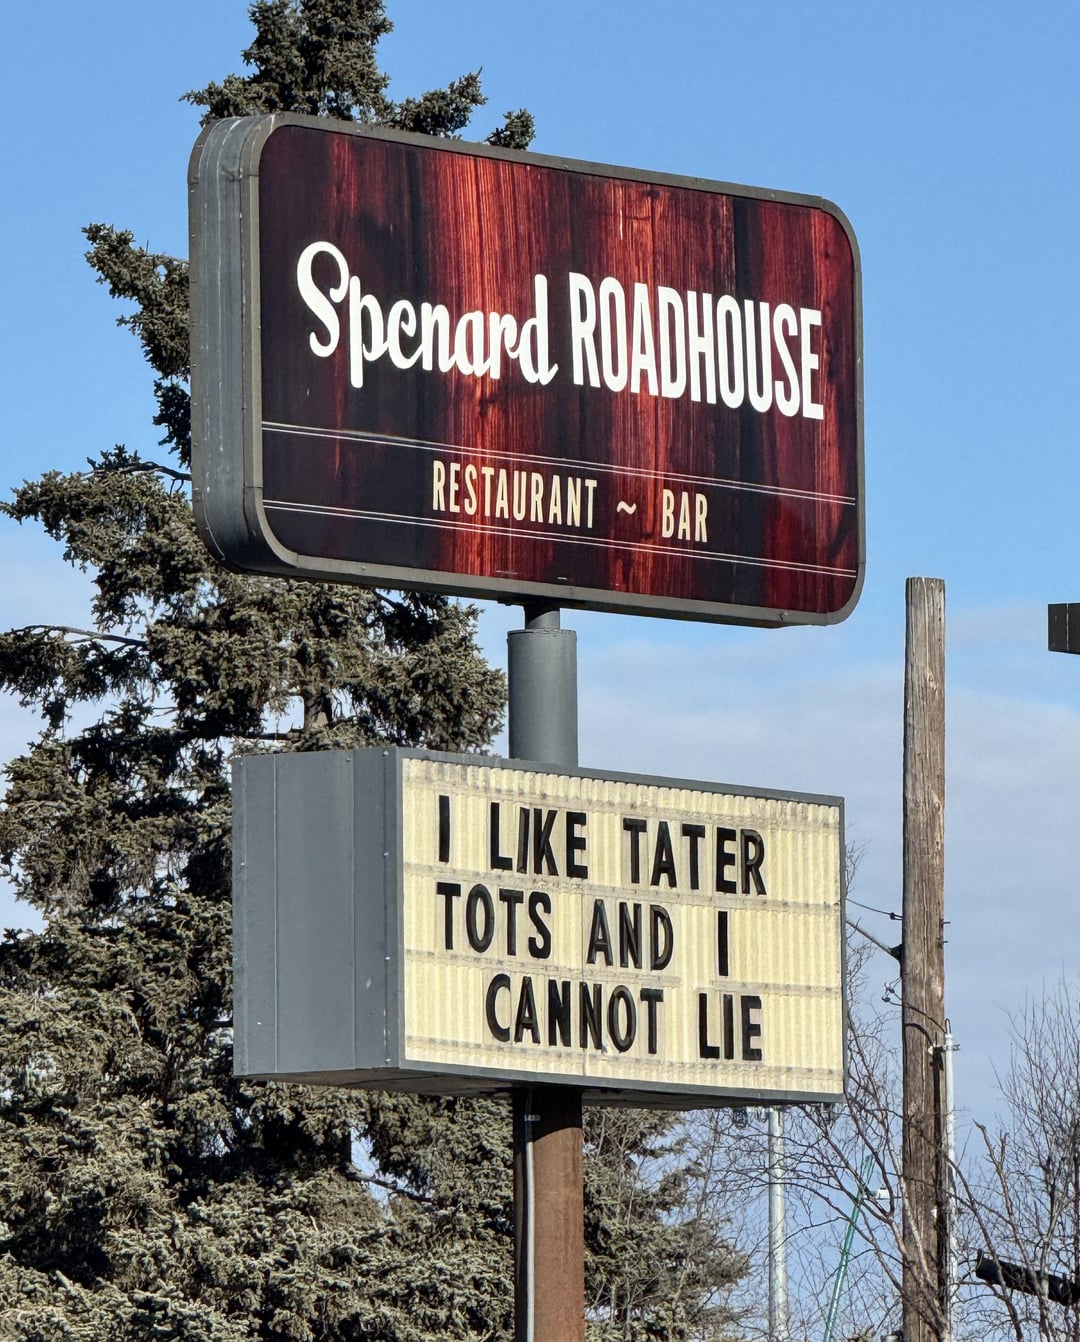 Spenard ROADHOUSE
RESTAURANT ~ BAR
I LIKE TATER
TOTS AND I
CANNOT LIE